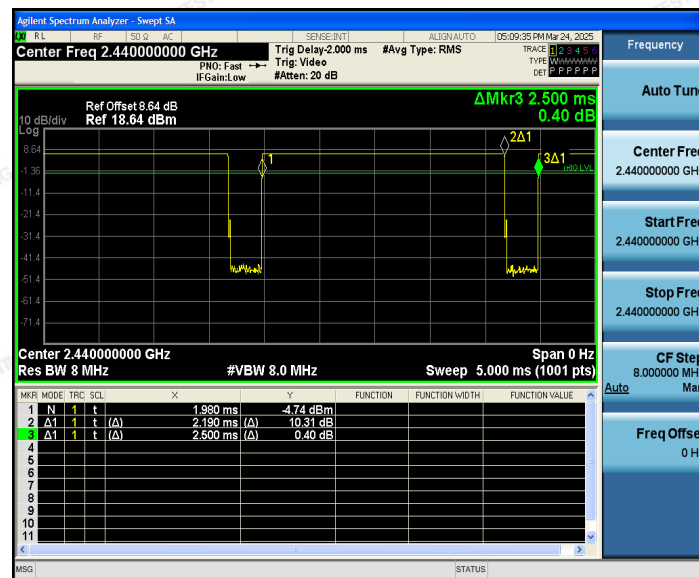 Agilent Spectrum Analyzer - Swept SA
LXI RL RF 50 Ω AC SENSE:INT ALIGNAUTO 05:09:35 PM Mar 24, 2025
Center Freq 2.440000000 GHz
PNO: Fast
IFGain:Low
Trig Delay-2.000 ms
Trig: Video
#Atten: 20 dB
#Avg Type: RMS
TRACE 1 2 3 4 5 6
TYPE WWWWWW
DET P P P P P P
Ref Offset 8.64 dB
Ref 18.64 dBm
10 dB/div
Log
ΔMkr3 2.500 ms
0.40 dB
8.64
-1.36
-11.4
-21.4
-31.4
-41.4
-51.4
-61.4
-71.4
1
2Δ1
3Δ1
TRIG LVL
Center 2.440000000 GHz Span 0 Hz
Res BW 8 MHz #VBW 8.0 MHz Sweep 5.000 ms (1001 pts)
MKR MODE TRC SCL X Y FUNCTION FUNCTION WIDTH FUNCTION VALUE
1 N 1 t 1.980 ms -4.74 dBm
2 Δ1 1 t (Δ) 2.190 ms (Δ) 10.31 dB
3 Δ1 1 t (Δ) 2.500 ms (Δ) 0.40 dB
4
5
6
7
8
9
10
11
MSG STATUS
Frequency
Auto Tun
Center Fre
2.440000000 GH
Start Fre
2.440000000 GH
Stop Fre
2.440000000 GH
CF Step
8.000000 MH
Auto Ma
Freq Offse
0 H